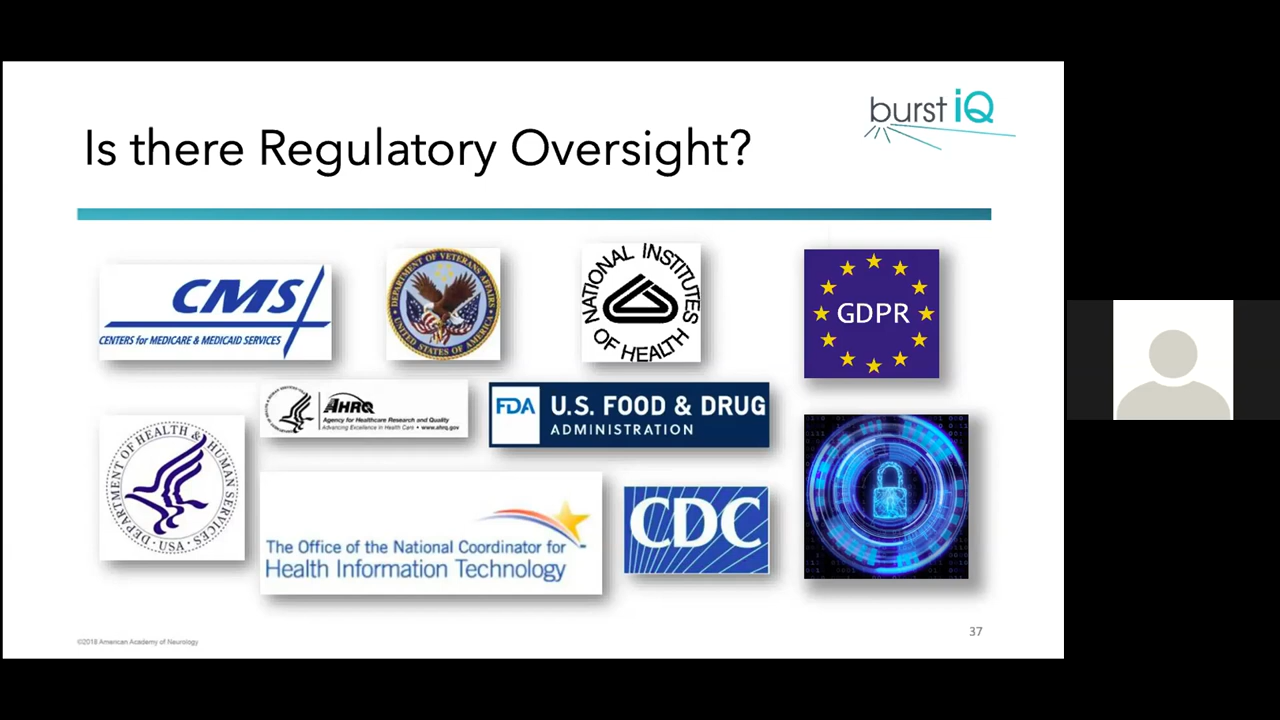 burst iQ
Is there Regulatory Oversight?
CMS
CENTERS for MEDICARE & MEDICAID SERVICES
DEPARTMENT OF VETERANS AFFAIRS
UNITED STATES OF AMERICA
NATIONAL INSTITUTES
OF HEALTH
GDPR
AHRQ
Agency for Healthcare Research and Quality
Advancing Excellence in Health Care • www.ahrq.gov
FDA U.S. FOOD & DRUG
ADMINISTRATION
DEPARTMENT OF HEALTH & HUMAN SERVICES • USA
The Office of the National Coordinator for
Health Information Technology
CDC
©2018 American Academy of Neurology
37